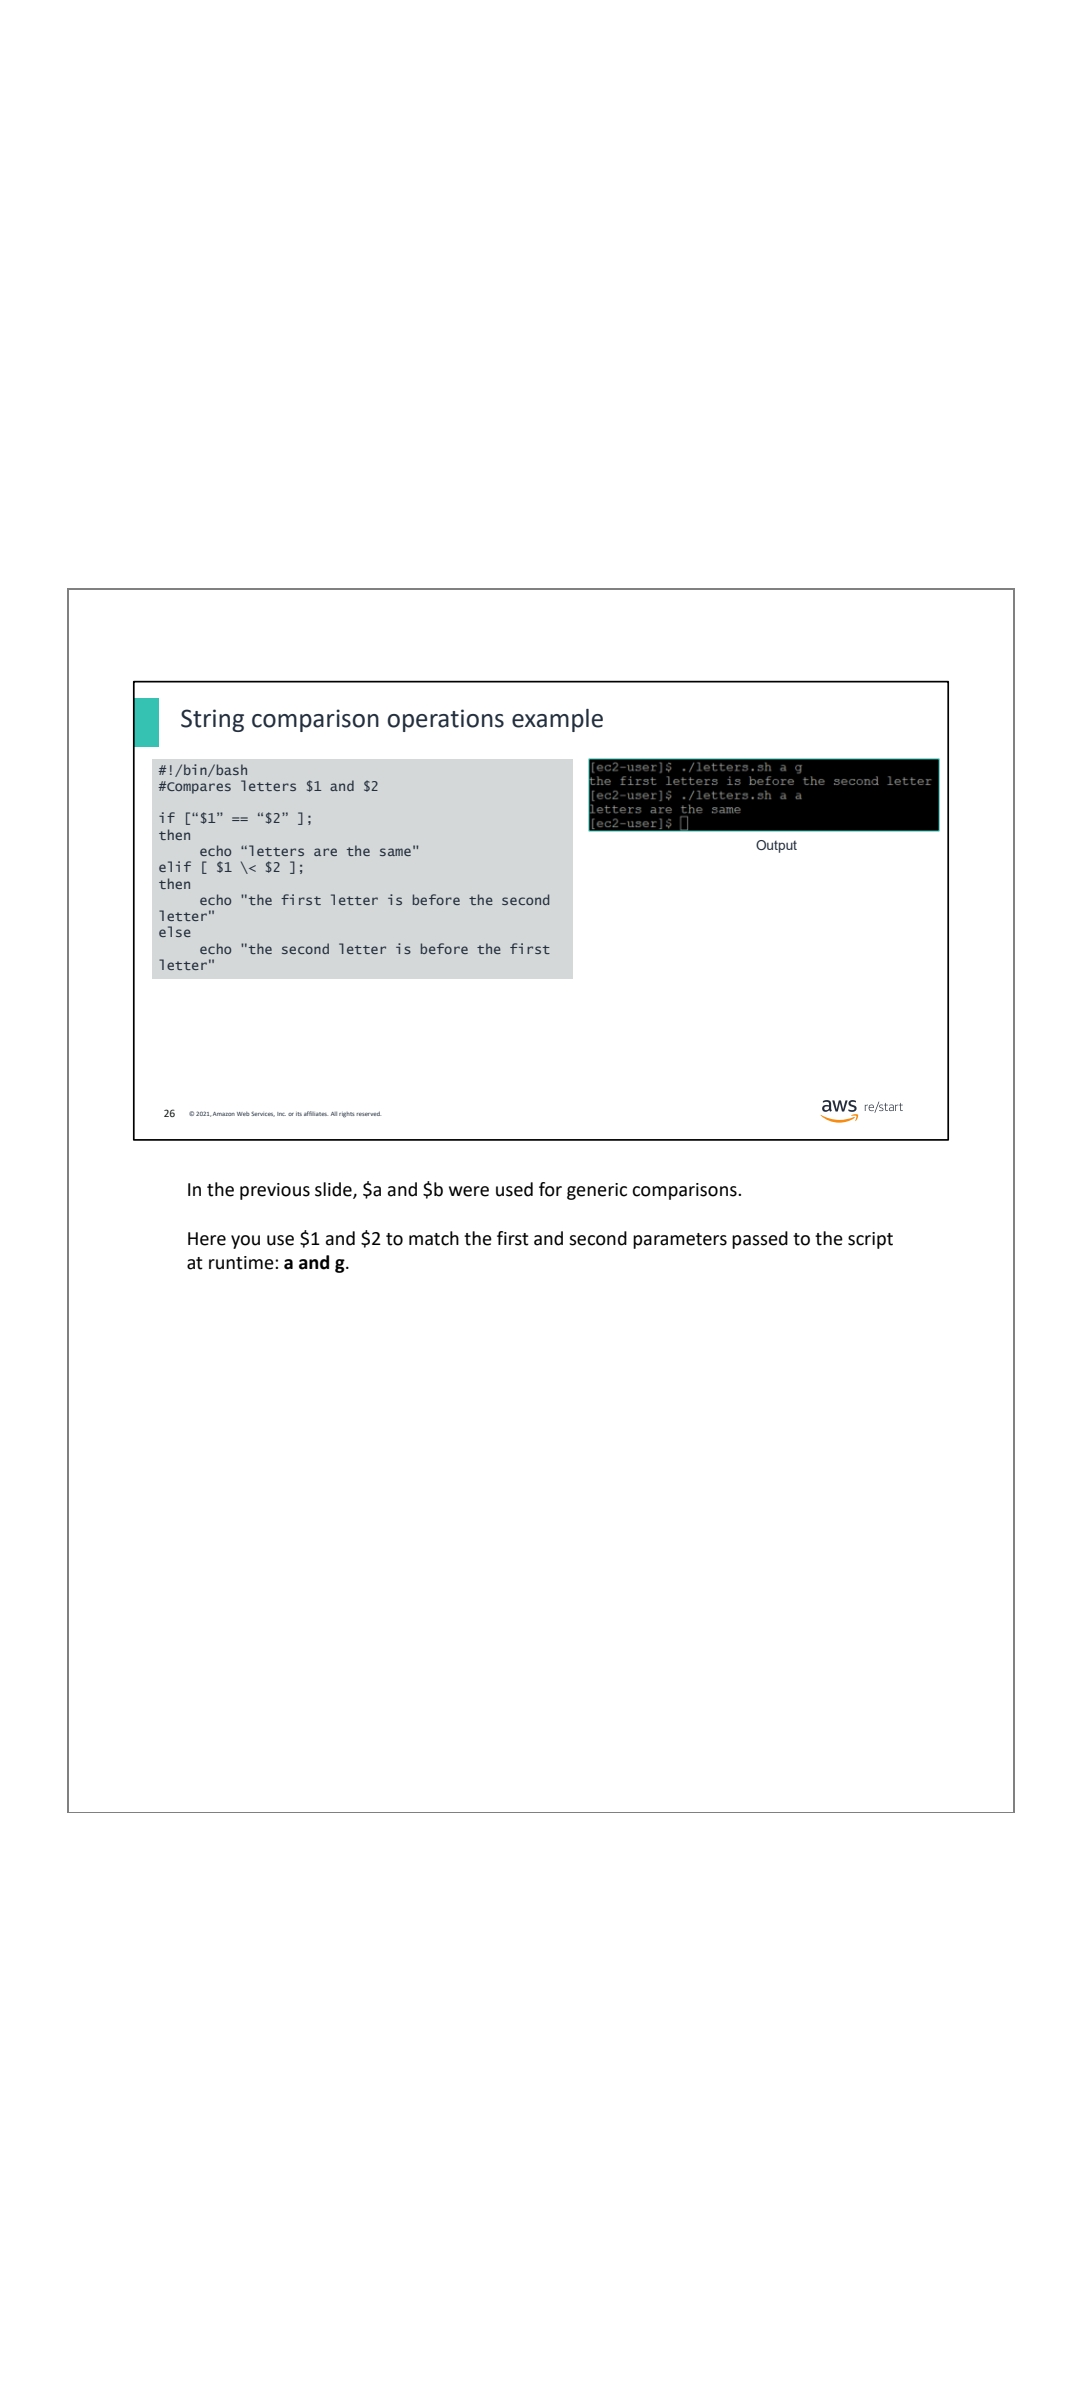 String comparison operations example
#!/bin/bash
#Compares letters $1 and $2
if [“$1” == “$2” ];
then
echo “letters are the same"
elif [ $1 \< $2 ];
then
echo "the first letter is before the second
letter"
else
echo "the second letter is before the first
letter"
[ec2-user]$ ./letters.sh a g
the first letters is before the second letter
[ec2-user]$ ./letters.sh a a
letters are the same
[ec2-user]$
Output
26 © 2021, Amazon Web Services, Inc. or its affiliates. All rights reserved.
aws re/start
In the previous slide, $a and $b were used for generic comparisons.
Here you use $1 and $2 to match the first and second parameters passed to the script
at runtime: a and g.